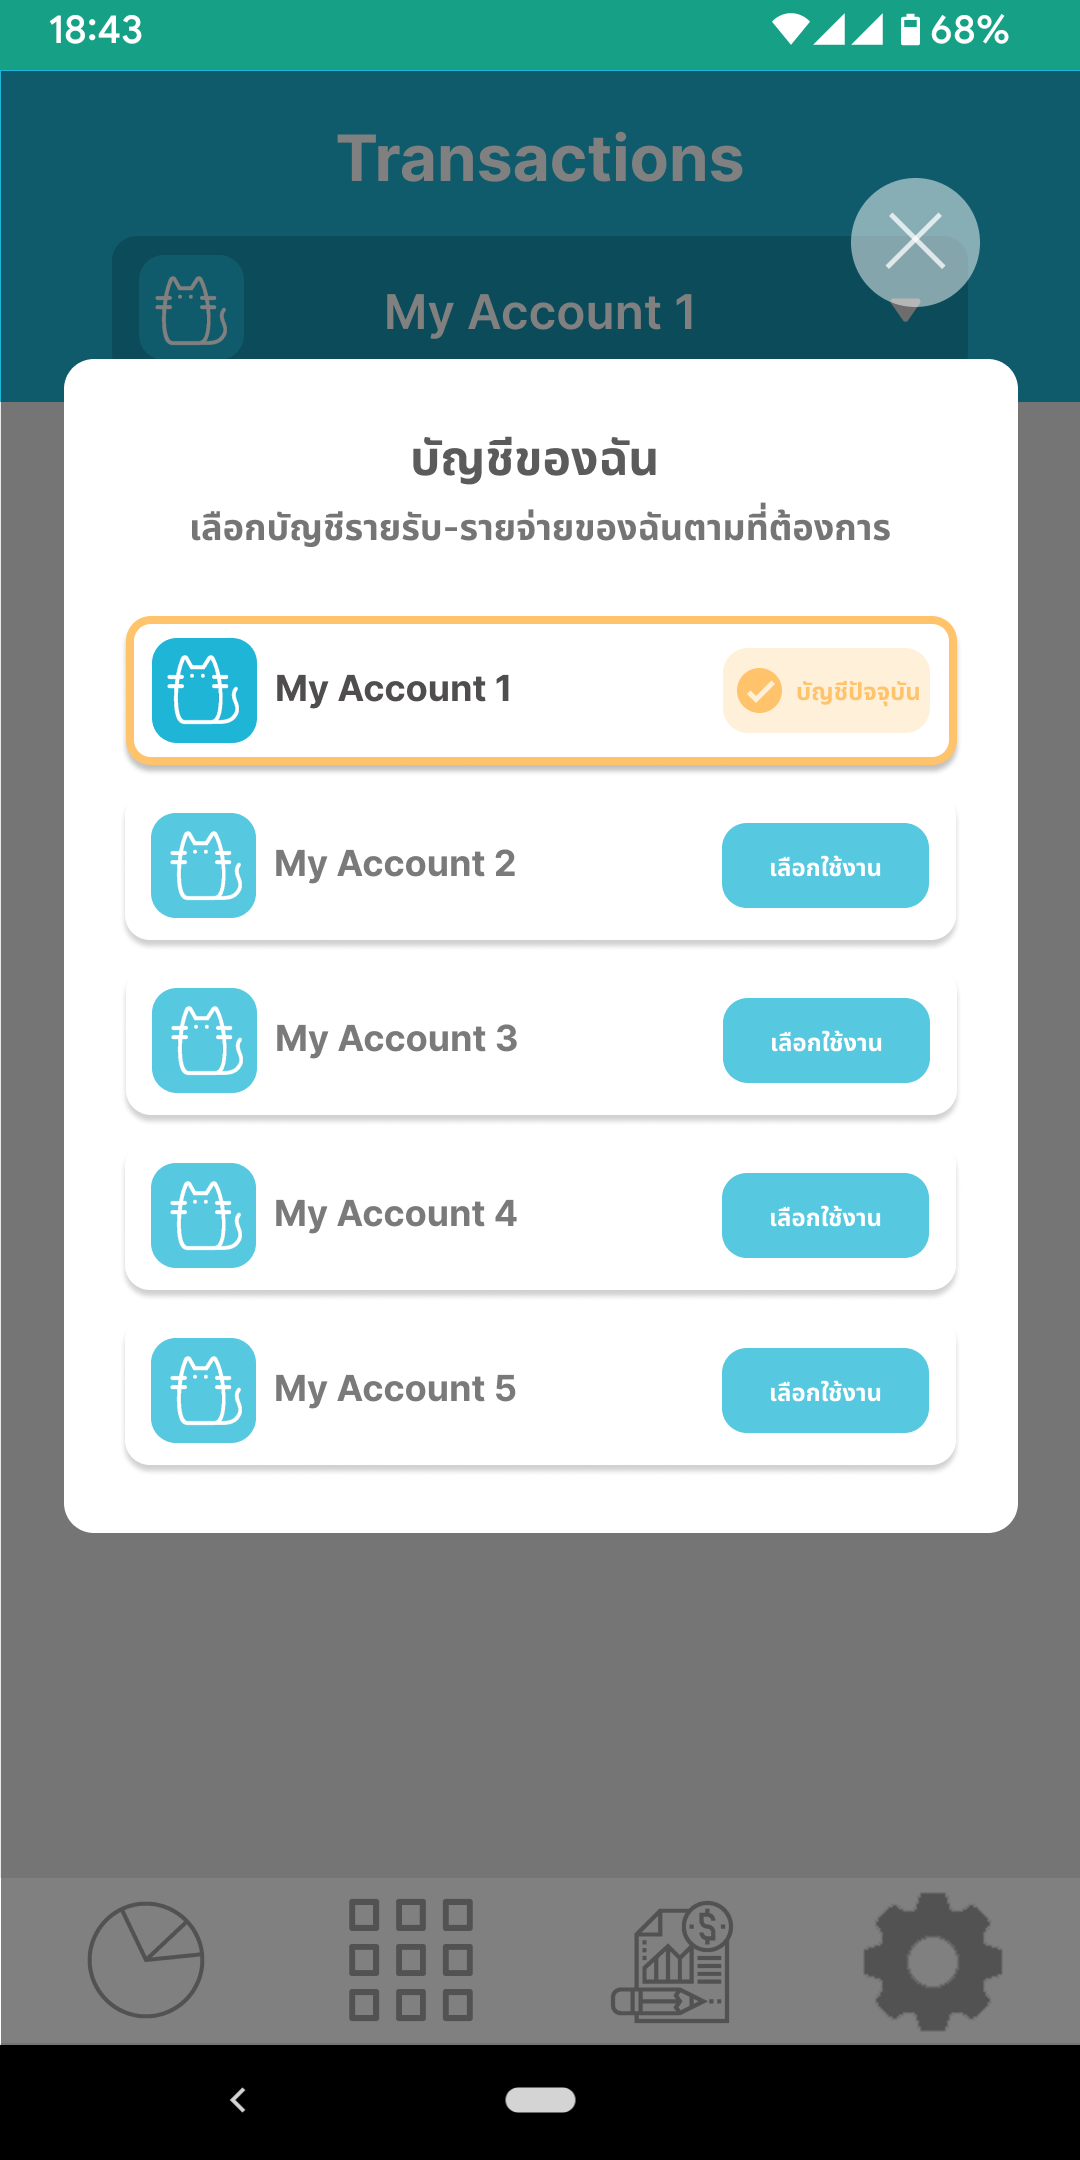 18:43
68%
Transactions
My Account 1
บัญชีของฉัน
เลือกบัญชีรายรับ-รายจ่ายของฉันตามที่ต้องการ
My Account 1
บัญชีปัจจุบัน
My Account 2
เลือกใช้งาน
My Account 3
เลือกใช้งาน
My Account 4
เลือกใช้งาน
My Account 5
เลือกใช้งาน